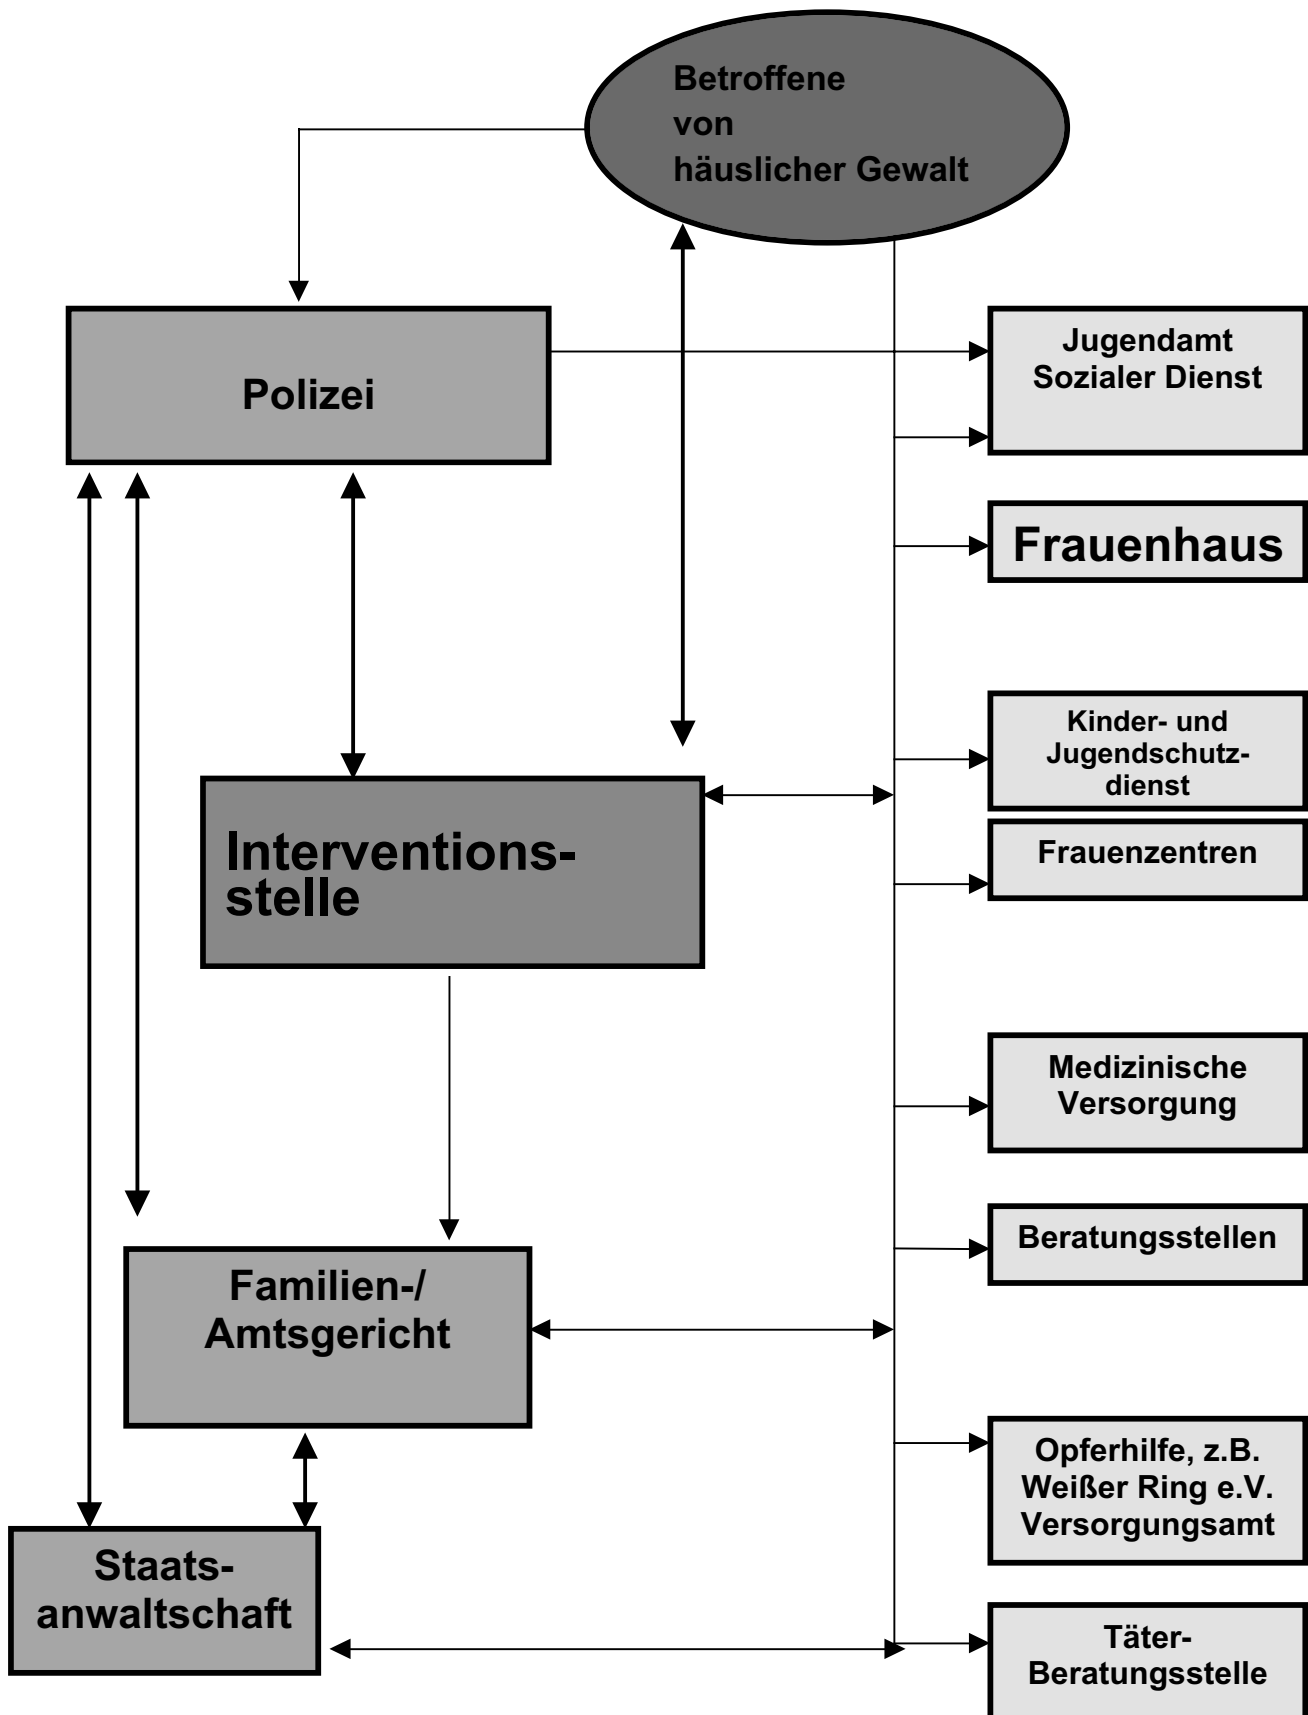 Betroffene
von
häuslicher Gewalt
Polizei
Jugendamt
Sozialer Dienst
Frauenhaus
Kinder- und
Jugendschutz-
dienst
Interventions-
stelle
Frauenzentren
Medizinische
Versorgung
Beratungsstellen
Familien-/
Amtsgericht
Opferhilfe, z.B.
Weißer Ring e.V.
Versorgungsamt
Staats-
anwaltschaft
Täter-
Beratungsstelle